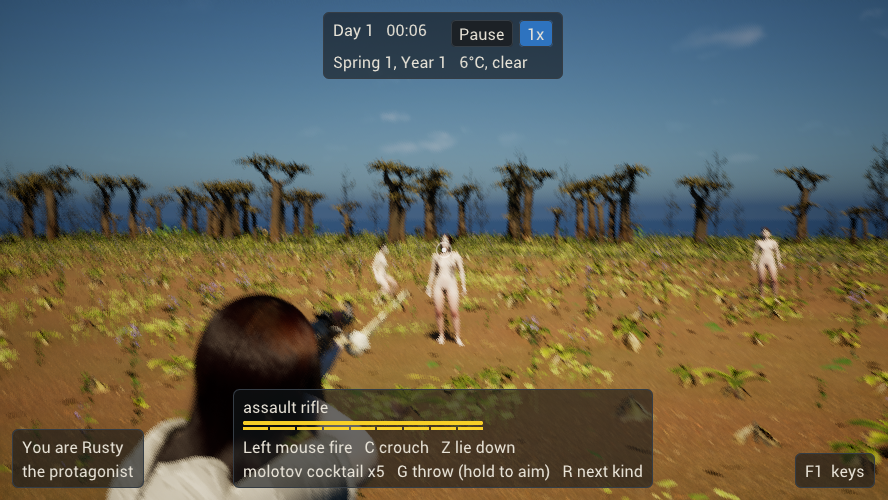 Day 1 00:06 Pause 1x
Spring 1, Year 1 6°C, clear
assault rifle
Left mouse fire C crouch Z lie down
molotov cocktail x5 G throw (hold to aim) R next kind
You are Rusty
the protagonist
F1 keys